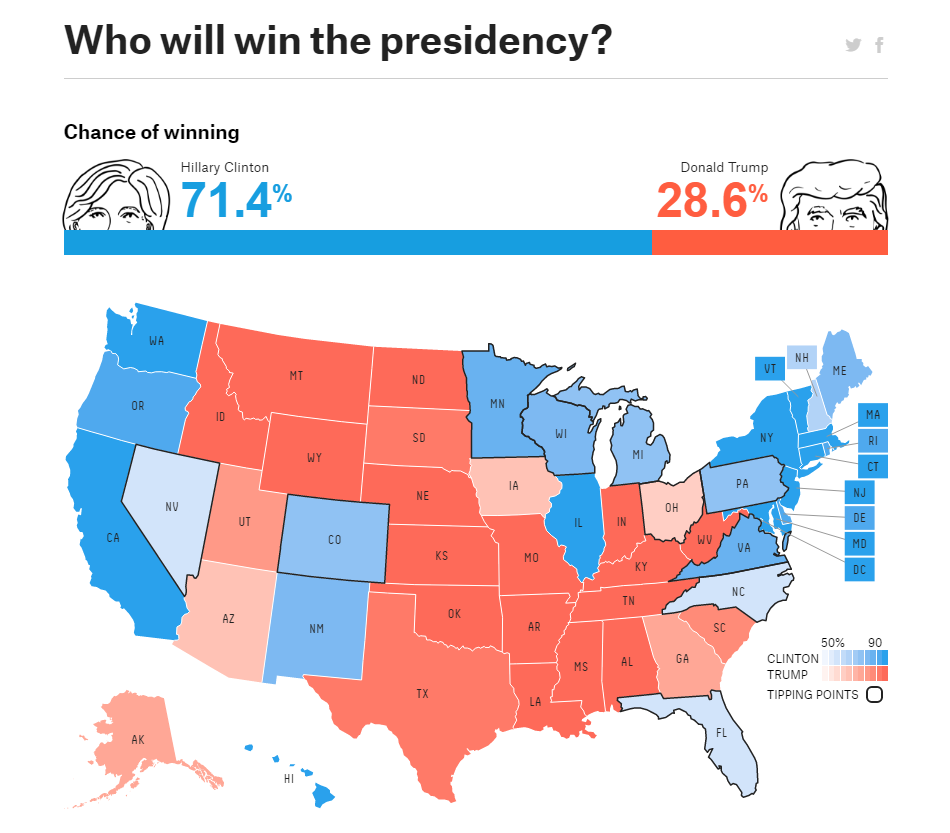 Who will win the presidency?
Chance of winning
Hillary Clinton
71.4%
Donald Trump
28.6%
WA
OR
CA
NV
ID
MT
WY
UT
AZ
CO
NM
ND
SD
NE
KS
OK
TX
MN
IA
MO
AR
LA
WI
IL
MI
IN
OH
KY
TN
MS
AL
GA
FL
SC
NC
VA
WV
PA
NY
VT
NH
ME
MA
RI
CT
NJ
DE
MD
DC
AK
HI
50% 90
CLINTON
TRUMP
TIPPING POINTS